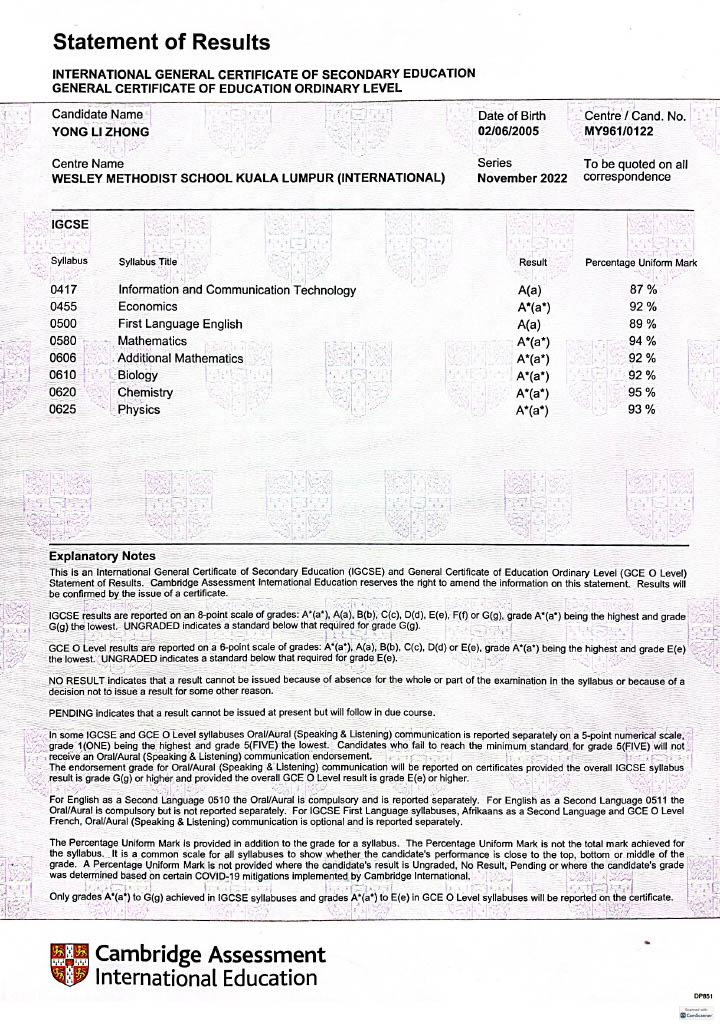 Statement of Results
INTERNATIONAL GENERAL CERTIFICATE OF SECONDARY EDUCATION
GENERAL CERTIFICATE OF EDUCATION ORDINARY LEVEL
Candidate Name Date of Birth Centre / Cand. No.
YONG LI ZHONG 02/06/2005 MY961/0122
Centre Name Series To be quoted on all
WESLEY METHODIST SCHOOL KUALA LUMPUR (INTERNATIONAL) November 2022 correspondence
IGCSE
Syllabus Syllabus Title Result Percentage Uniform Mark
0417 Information and Communication Technology A(a) 87 %
0455 Economics A*(a*) 92 %
0500 First Language English A(a) 89 %
0580 Mathematics A*(a*) 94 %
0606 Additional Mathematics A*(a*) 92 %
0610 Biology A*(a*) 92 %
0620 Chemistry A*(a*) 95 %
0625 Physics A*(a*) 93 %
Explanatory Notes
This is an International General Certificate of Secondary Education (IGCSE) and General Certificate of Education Ordinary Level (GCE O Level)
Statement of Results. Cambridge Assessment International Education reserves the right to amend the information on this statement. Results will
be confirmed by the issue of a certificate.
IGCSE results are reported on an 8-point scale of grades: A*(a*), A(a), B(b), C(c), D(d), E(e), F(f) or G(g), grade A*(a*) being the highest and grade
G(g) the lowest. UNGRADED indicates a standard below that required for grade G(g).
GCE O Level results are reported on a 6-point scale of grades: A*(a*), A(a), B(b), C(c), D(d) or E(e), grade A*(a*) being the highest and grade E(e)
the lowest. UNGRADED indicates a standard below that required for grade E(e).
NO RESULT indicates that a result cannot be issued because of absence for the whole or part of the examination in the syllabus or because of a
decision not to issue a result for some other reason.
PENDING indicates that a result cannot be issued at present but will follow in due course.
In some IGCSE and GCE O Level syllabuses Oral/Aural (Speaking & Listening) communication is reported separately on a 5-point numerical scale,
grade 1(ONE) being the highest and grade 5(FIVE) the lowest. Candidates who fail to reach the minimum standard for grade 5(FIVE) will not
receive an Oral/Aural (Speaking & Listening) communication endorsement.
The endorsement grade for Oral/Aural (Speaking & Listening) communication will be reported on certificates provided the overall IGCSE syllabus
result is grade G(g) or higher and provided the overall GCE O Level result is grade E(e) or higher.
For English as a Second Language 0510 the Oral/Aural is compulsory and is reported separately. For English as a Second Language 0511 the
Oral/Aural is compulsory but is not reported separately. For IGCSE First Language syllabuses, Afrikaans as a Second Language and GCE O Level
French, Oral/Aural (Speaking & Listening) communication is optional and is reported separately.
The Percentage Uniform Mark is provided in addition to the grade for a syllabus. The Percentage Uniform Mark is not the total mark achieved for
the syllabus. It is a common scale for all syllabuses to show whether the candidate's performance is close to the top, bottom or middle of the
grade. A Percentage Uniform Mark is not provided where the candidate's result is Ungraded, No Result, Pending or where the candidate's grade
was determined based on certain COVID-19 mitigations implemented by Cambridge International.
Only grades A*(a*) to G(g) achieved in IGCSE syllabuses and grades A*(a*) to E(e) in GCE O Level syllabuses will be reported on the certificate.
Cambridge Assessment
International Education
DP851
Scanned with
CamScanner